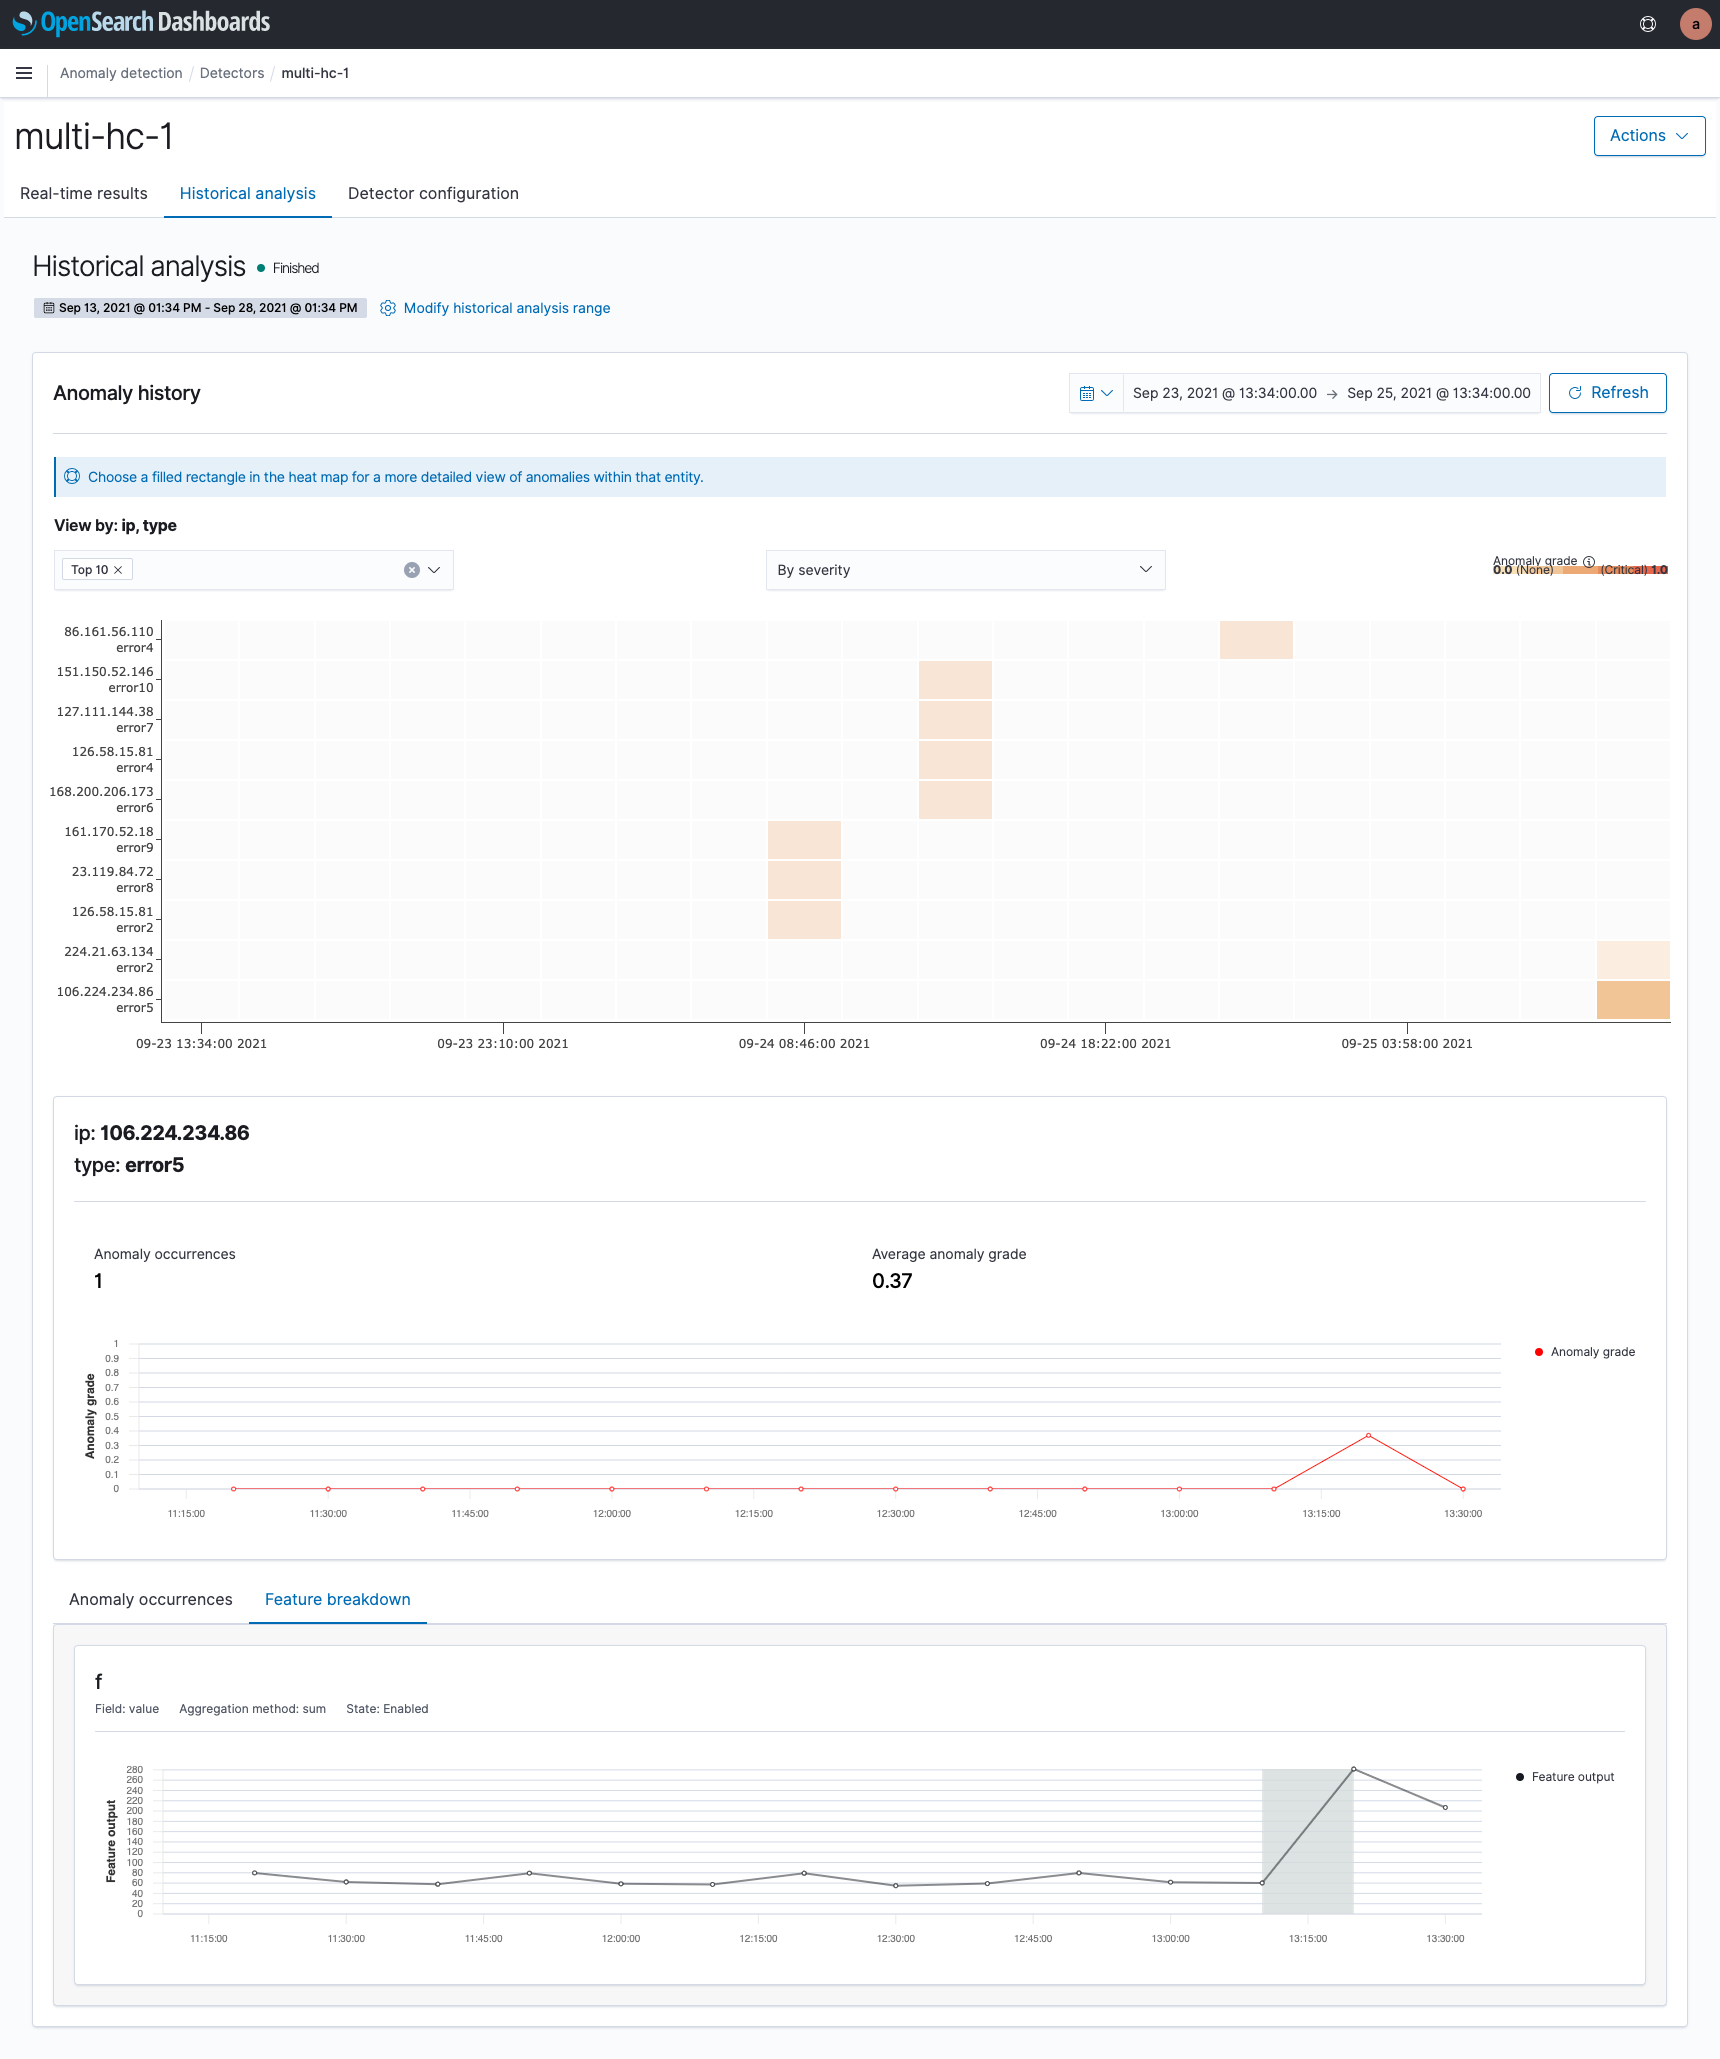 OpenSearch Dashboards
a
Anomaly detection / Detectors / multi-hc-1
multi-hc-1
Actions
Real-time results Historical analysis Detector configuration
Historical analysis Finished
Sep 13, 2021 @ 01:34 PM - Sep 28, 2021 @ 01:34 PM Modify historical analysis range
Anomaly history
Sep 23, 2021 @ 13:34:00.00 → Sep 25, 2021 @ 13:34:00.00 Refresh
Choose a filled rectangle in the heat map for a more detailed view of anomalies within that entity.
View by: ip, type
Top 10
By severity
Anomaly grade
0.0 (None) (Critical) 1.0
86.161.56.110
error4
151.150.52.146
error10
127.111.144.38
error7
126.58.15.81
error4
168.200.206.173
error6
161.170.52.18
error9
23.119.84.72
error8
126.58.15.81
error2
224.21.63.134
error2
106.224.234.86
error5
09-23 13:34:00 2021 09-23 23:10:00 2021 09-24 08:46:00 2021 09-24 18:22:00 2021 09-25 03:58:00 2021
ip: 106.224.234.86
type: error5
Anomaly occurrences
1
Average anomaly grade
0.37
Anomaly grade
1
0.9
0.8
0.7
0.6
0.5
0.4
0.3
0.2
0.1
0
Anomaly grade
11:15:00 11:30:00 11:45:00 12:00:00 12:15:00 12:30:00 12:45:00 13:00:00 13:15:00 13:30:00
Anomaly occurrences Feature breakdown
f
Field: value Aggregation method: sum State: Enabled
Feature output
280
260
240
220
200
180
160
140
120
100
80
60
40
20
0
Feature output
11:15:00 11:30:00 11:45:00 12:00:00 12:15:00 12:30:00 12:45:00 13:00:00 13:15:00 13:30:00